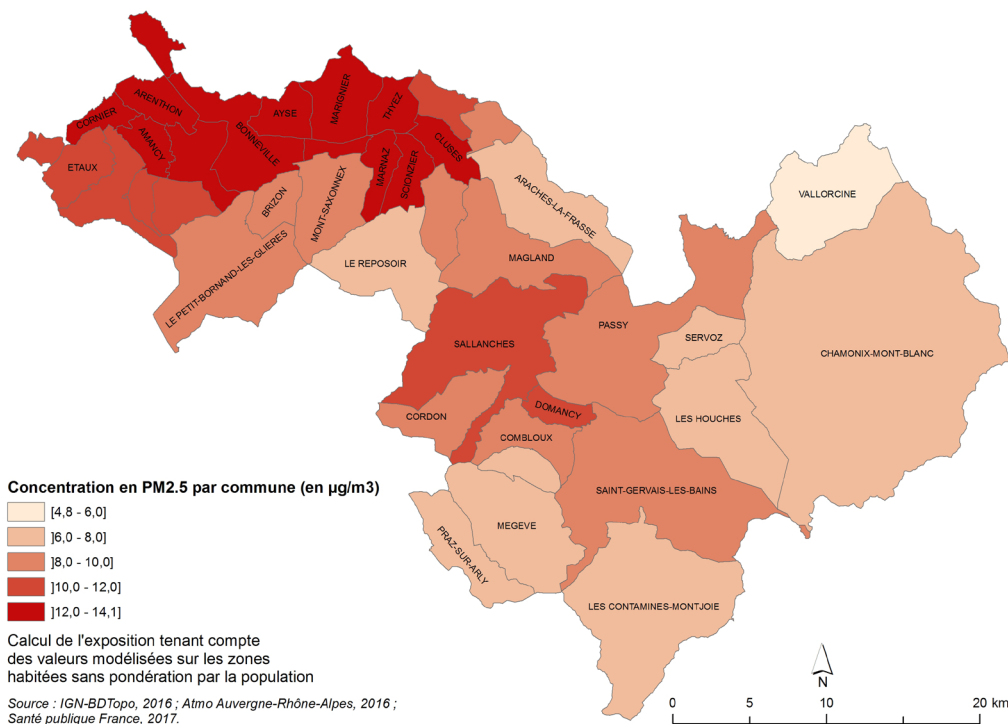 CORNIER
ARENTHON
AMANCY
ETAUX
BONNEVILLE
AYSE
MARIGNIER
THYEZ
CLUSES
MARNAZ
SCIONZIER
BRIZON
MONT-SAXONNEX
LE PETIT-BORNAND-LES-GLIERES
LE REPOSOIR
ARACHES-LA-FRASSE
MAGLAND
VALLORCINE
PASSY
SERVOZ
CHAMONIX-MONT-BLANC
SALLANCHES
DOMANCY
CORDON
COMBLOUX
LES HOUCHES
SAINT-GERVAIS-LES-BAINS
MEGEVE
PRAZ-SUR-ARLY
LES CONTAMINES-MONTJOIE
Concentration en PM2.5 par commune (en µg/m3)
[4,8 - 6,0]
]6,0 - 8,0]
]8,0 - 10,0]
]10,0 - 12,0]
]12,0 - 14,1]
Calcul de l'exposition tenant compte
des valeurs modélisées sur les zones
habitées sans pondération par la population
Source : IGN-BDTopo, 2016 ; Atmo Auvergne-Rhône-Alpes, 2016 ;
Santé publique France, 2017.
N
0 5 10 20 km